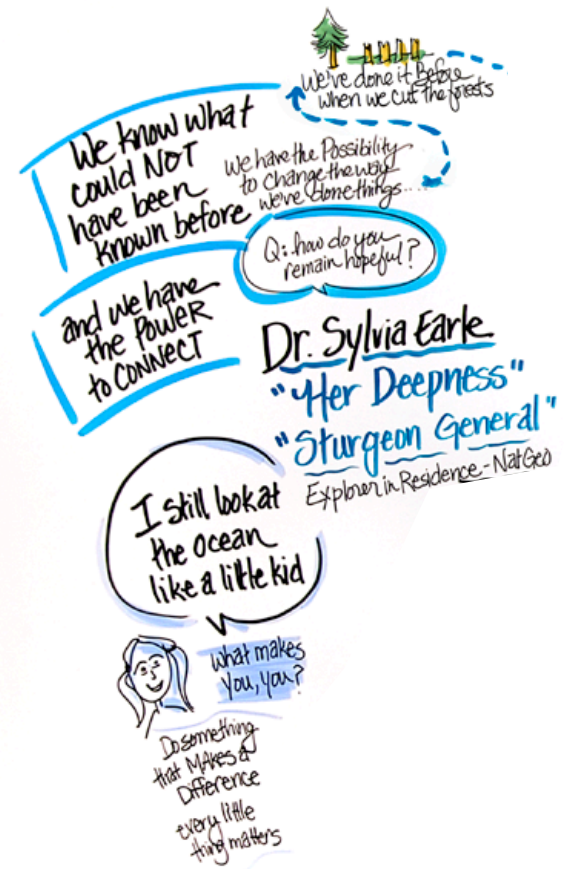 We've done it Before
when we cut the forests
We know what
could NOT
have been
known before
We have the Possibility
to change the way
we've done things....
Q: how do you
remain hopeful?
and we have
the POWER
to CONNECT
Dr. Sylvia Earle
"Her Deepness"
"Sturgeon General"
Explorer in Residence - NatGeo
I still look at
the ocean
like a little kid
What makes
You, you?
Do something
that MAKES a
Difference
every little
thing matters